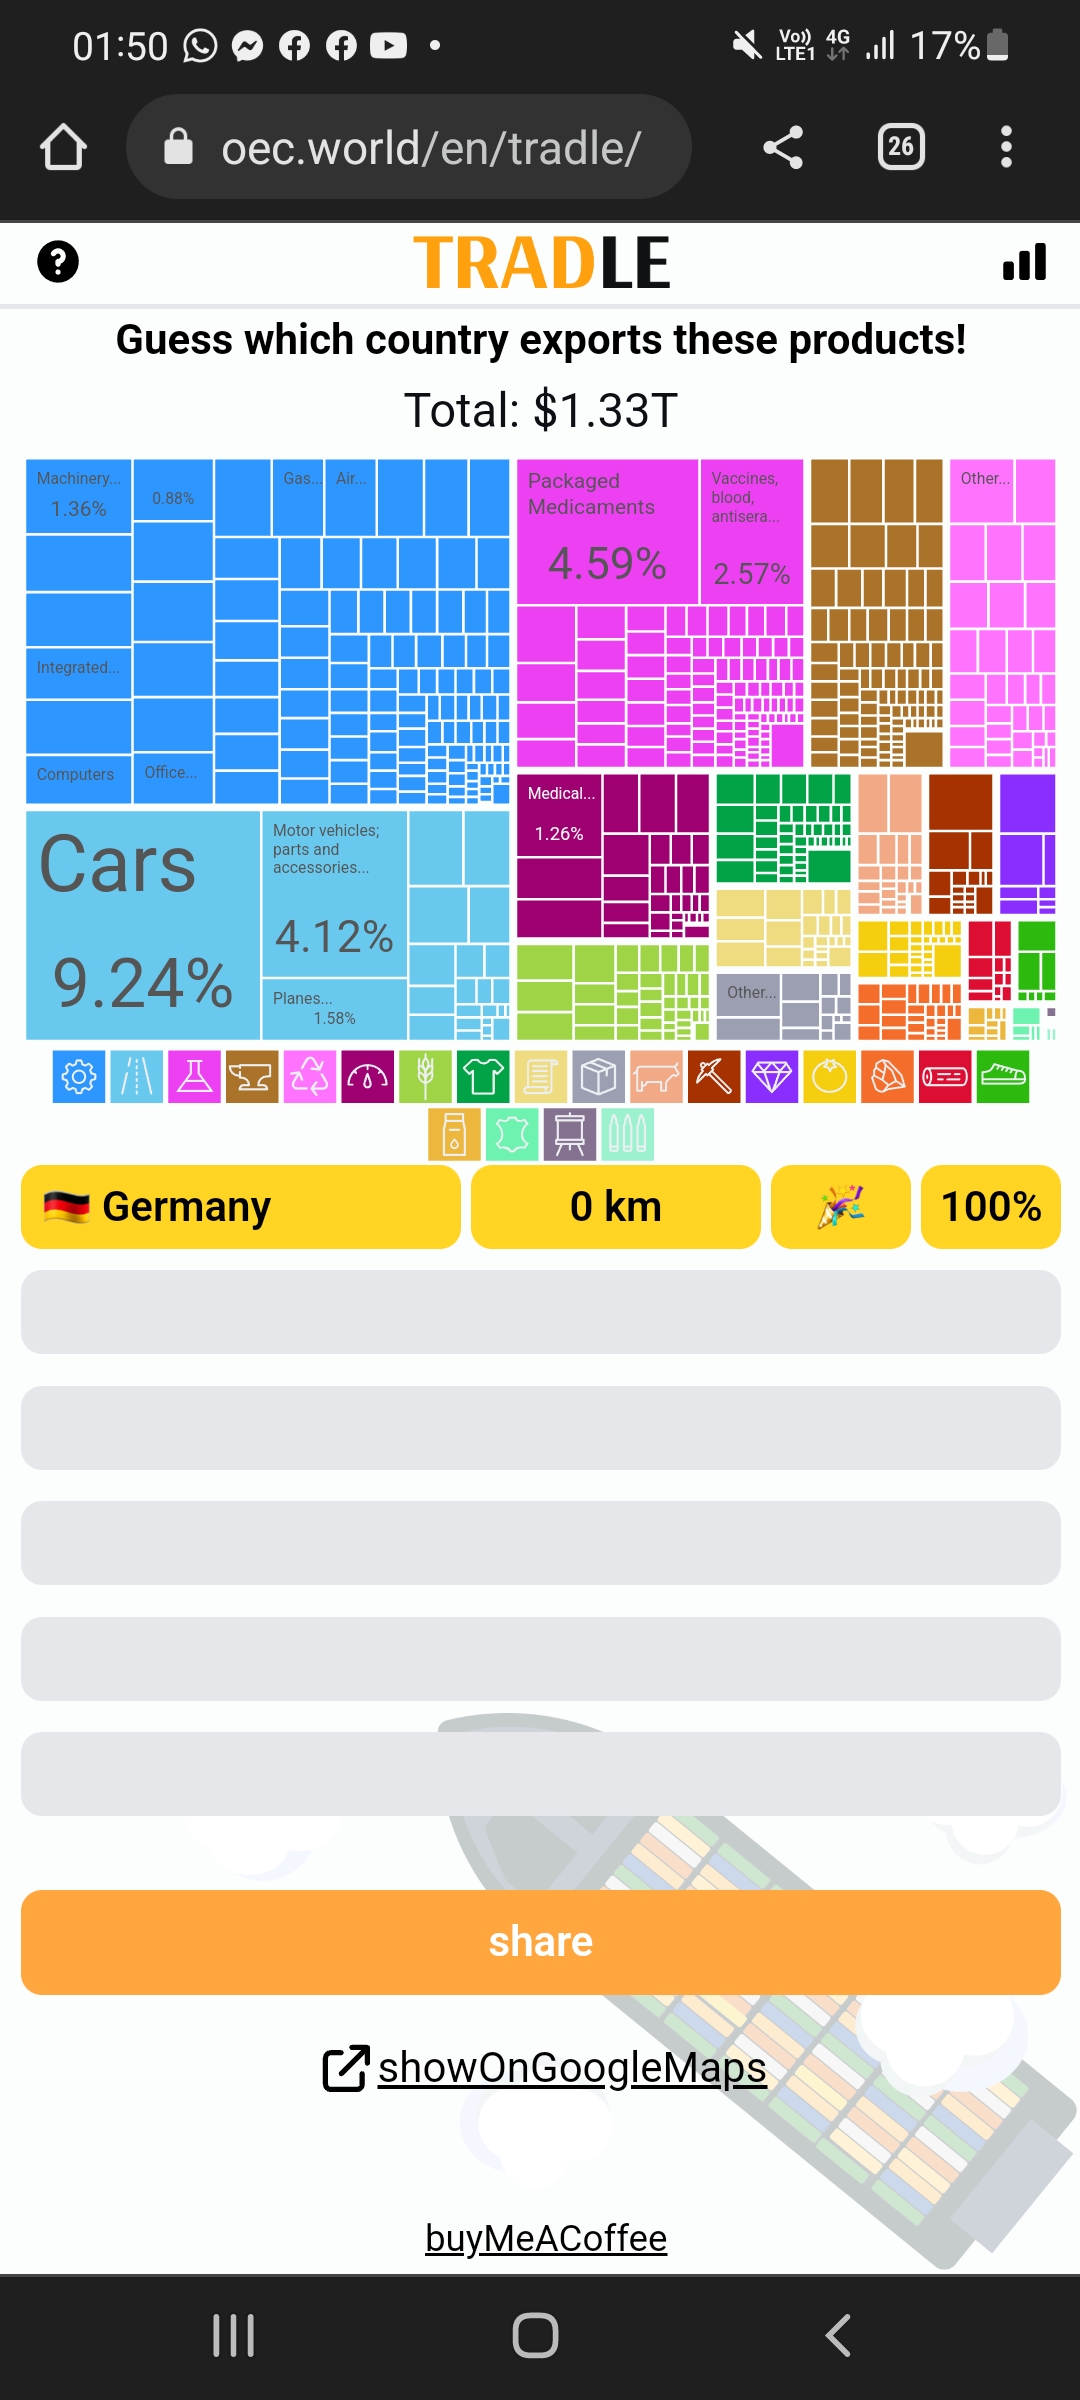 01:50
Vo)) LTE1 4G 17%
oec.world/en/tradle/
26
TRADLE
Guess which country exports these products!
Total: $1.33T
Machinery...
1.36%
0.88%
Gas...
Air...
Integrated...
Computers
Office...
Packaged
Medicaments
4.59%
Vaccines,
blood,
antisera...
2.57%
Other...
Cars
9.24%
Motor vehicles;
parts and
accessories...
4.12%
Planes...
1.58%
Medical...
1.26%
Other...
Germany
0 km
100%
share
showOnGoogleMaps
buyMeACoffee